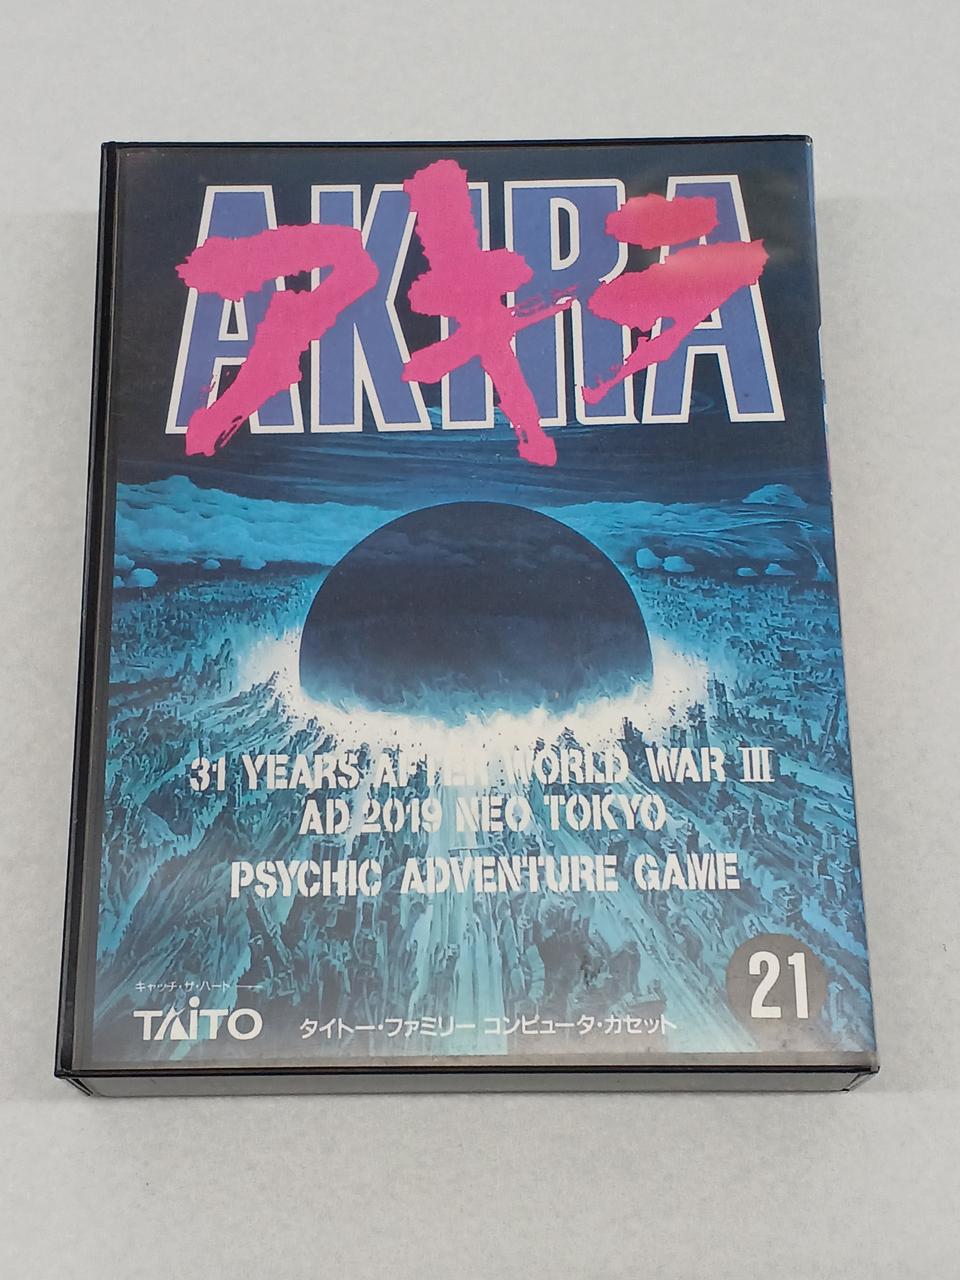 AKIRA
アキラ
31 YEARS AFTER WORLD WAR III
AD 2019 NEO TOKYO
PSYCHIC ADVENTURE GAME
21
キャッチ・ザ・ハート
TAITO タイトー・ファミリー コンピュータ・カセット